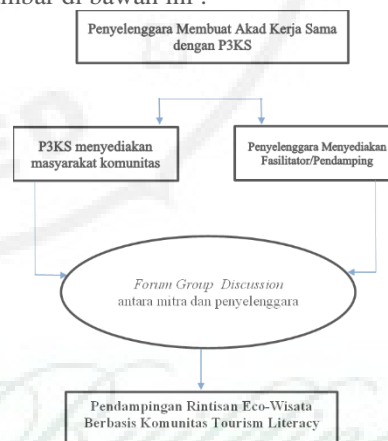 Penyelenggara Membuat Akad Kerja Sama
dengan P3KS
P3KS menyediakan
masyarakat komunitas
Penyelenggara Menyediakan
Fasilitator/Pendamping
Forum Group Discussion
antara mitra dan penyelenggara
Pendampingan Rintisan Eco-Wisata
Berbasis Komunitas Tourism Literacy